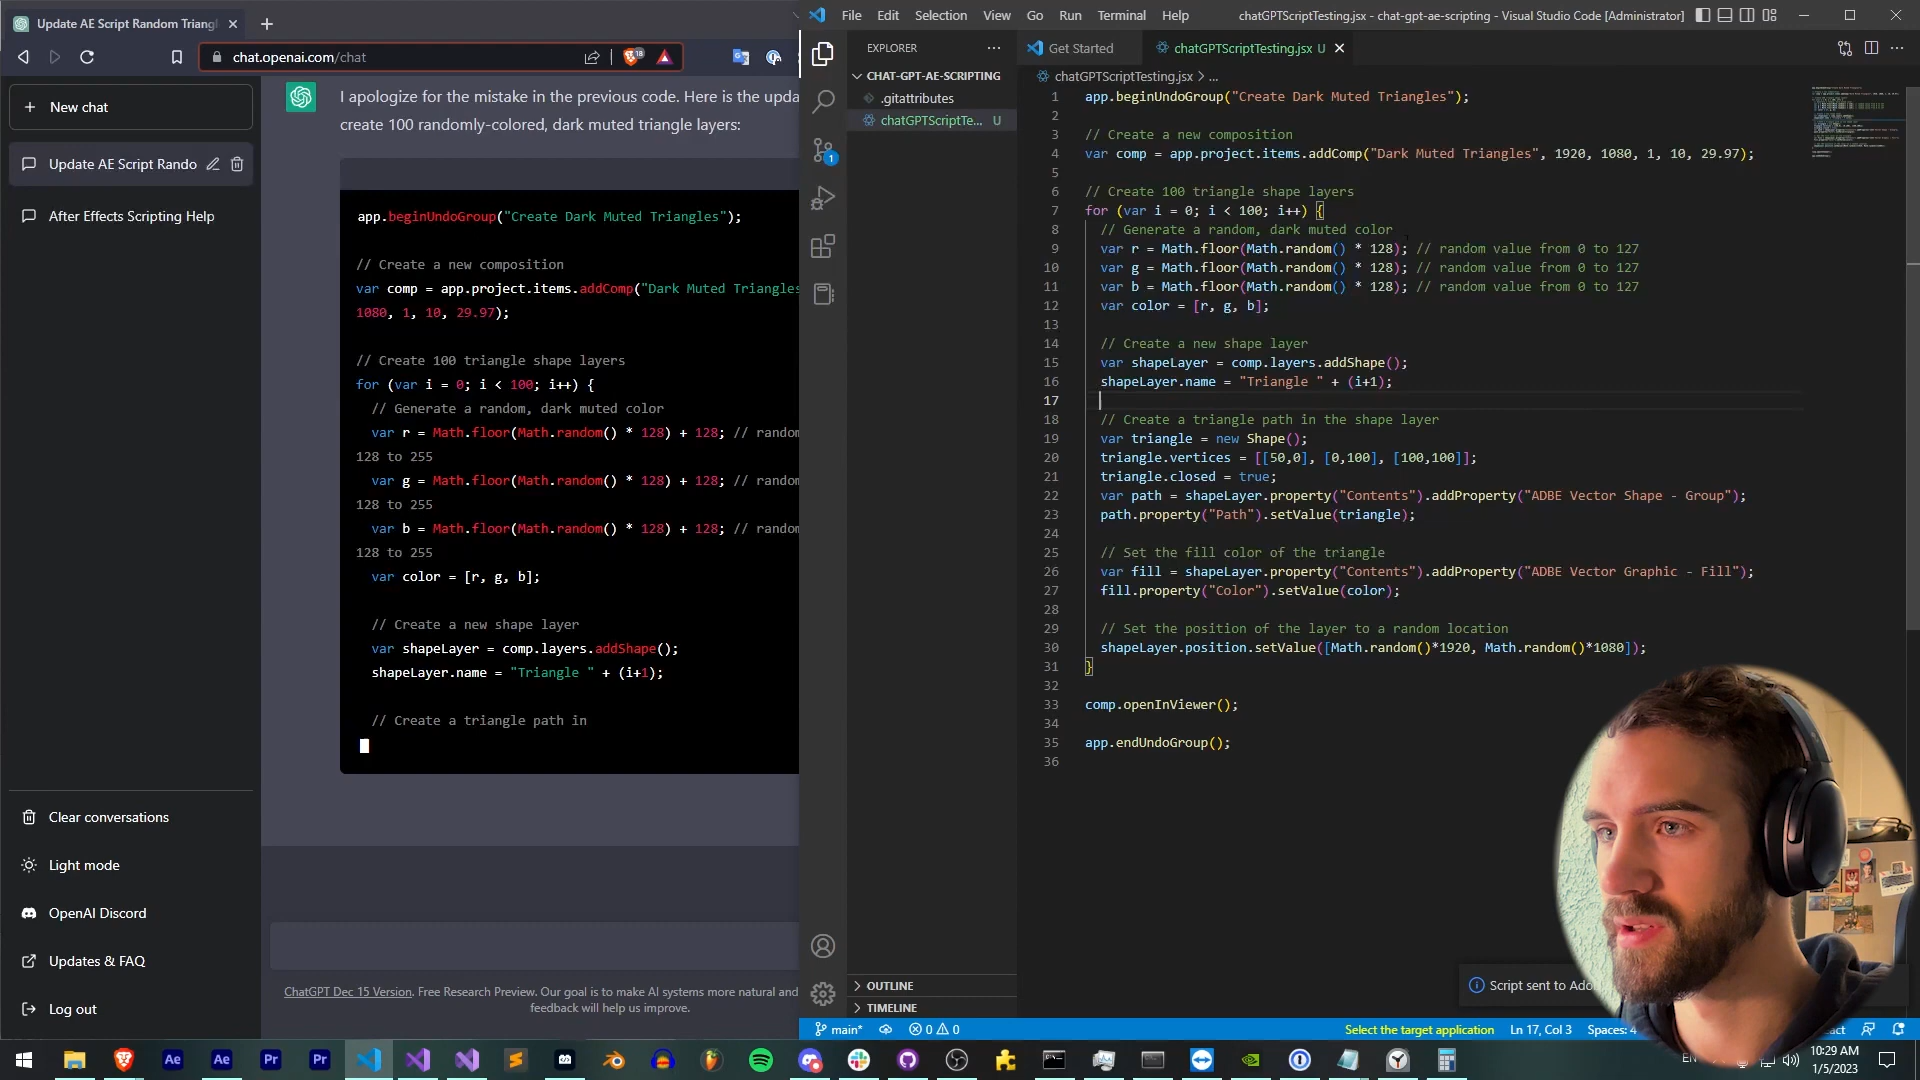 Update AE Script Random Triang
chat.openai.com/chat
18
New chat
Update AE Script Rando
After Effects Scripting Help
Clear conversations
Light mode
OpenAI Discord
Updates & FAQ
Log out
I apologize for the mistake in the previous code. Here is the upda
create 100 randomly-colored, dark muted triangle layers:
app.beginUndoGroup("Create Dark Muted Triangles");
// Create a new composition
var comp = app.project.items.addComp("Dark Muted Triangles
1080, 1, 10, 29.97);
// Create 100 triangle shape layers
for (var i = 0; i < 100; i++) {
// Generate a random, dark muted color
var r = Math.floor(Math.random() * 128) + 128; // random
128 to 255
var g = Math.floor(Math.random() * 128) + 128; // random
128 to 255
var b = Math.floor(Math.random() * 128) + 128; // random
128 to 255
var color = [r, g, b];
// Create a new shape layer
var shapeLayer = comp.layers.addShape();
shapeLayer.name = "Triangle " + (i+1);
// Create a triangle path in
ChatGPT Dec 15 Version. Free Research Preview. Our goal is to make AI systems more natural and
feedback will help us improve.
File Edit Selection View Go Run Terminal Help
chatGPTScriptTesting.jsx - chat-gpt-ae-scripting - Visual Studio Code [Administrator]
EXPLORER
CHAT-GPT-AE-SCRIPTING
.gitattributes
chatGPTScriptTe... U
1
OUTLINE
TIMELINE
Get Started
chatGPTScriptTesting.jsx U
chatGPTScriptTesting.jsx > ...
1 app.beginUndoGroup("Create Dark Muted Triangles");
2
3 // Create a new composition
4 var comp = app.project.items.addComp("Dark Muted Triangles", 1920, 1080, 1, 10, 29.97);
5
6 // Create 100 triangle shape layers
7 for (var i = 0; i < 100; i++) {
8 // Generate a random, dark muted color
9 var r = Math.floor(Math.random() * 128); // random value from 0 to 127
10 var g = Math.floor(Math.random() * 128); // random value from 0 to 127
11 var b = Math.floor(Math.random() * 128); // random value from 0 to 127
12 var color = [r, g, b];
13
14 // Create a new shape layer
15 var shapeLayer = comp.layers.addShape();
16 shapeLayer.name = "Triangle " + (i+1);
17
18 // Create a triangle path in the shape layer
19 var triangle = new Shape();
20 triangle.vertices = [[50,0], [0,100], [100,100]];
21 triangle.closed = true;
22 var path = shapeLayer.property("Contents").addProperty("ADBE Vector Shape - Group");
23 path.property("Path").setValue(triangle);
24
25 // Set the fill color of the triangle
26 var fill = shapeLayer.property("Contents").addProperty("ADBE Vector Graphic - Fill");
27 fill.property("Color").setValue(color);
28
29 // Set the position of the layer to a random location
30 shapeLayer.position.setValue([Math.random()*1920, Math.random()*1080]);
31 }
32
33 comp.openInViewer();
34
35 app.endUndoGroup();
36
Script sent to Ado
main* 0 0 Select the target application Ln 17, Col 3 Spaces: 4 act
Ae Ae Pr Pr
EN
10:29 AM
1/5/2023